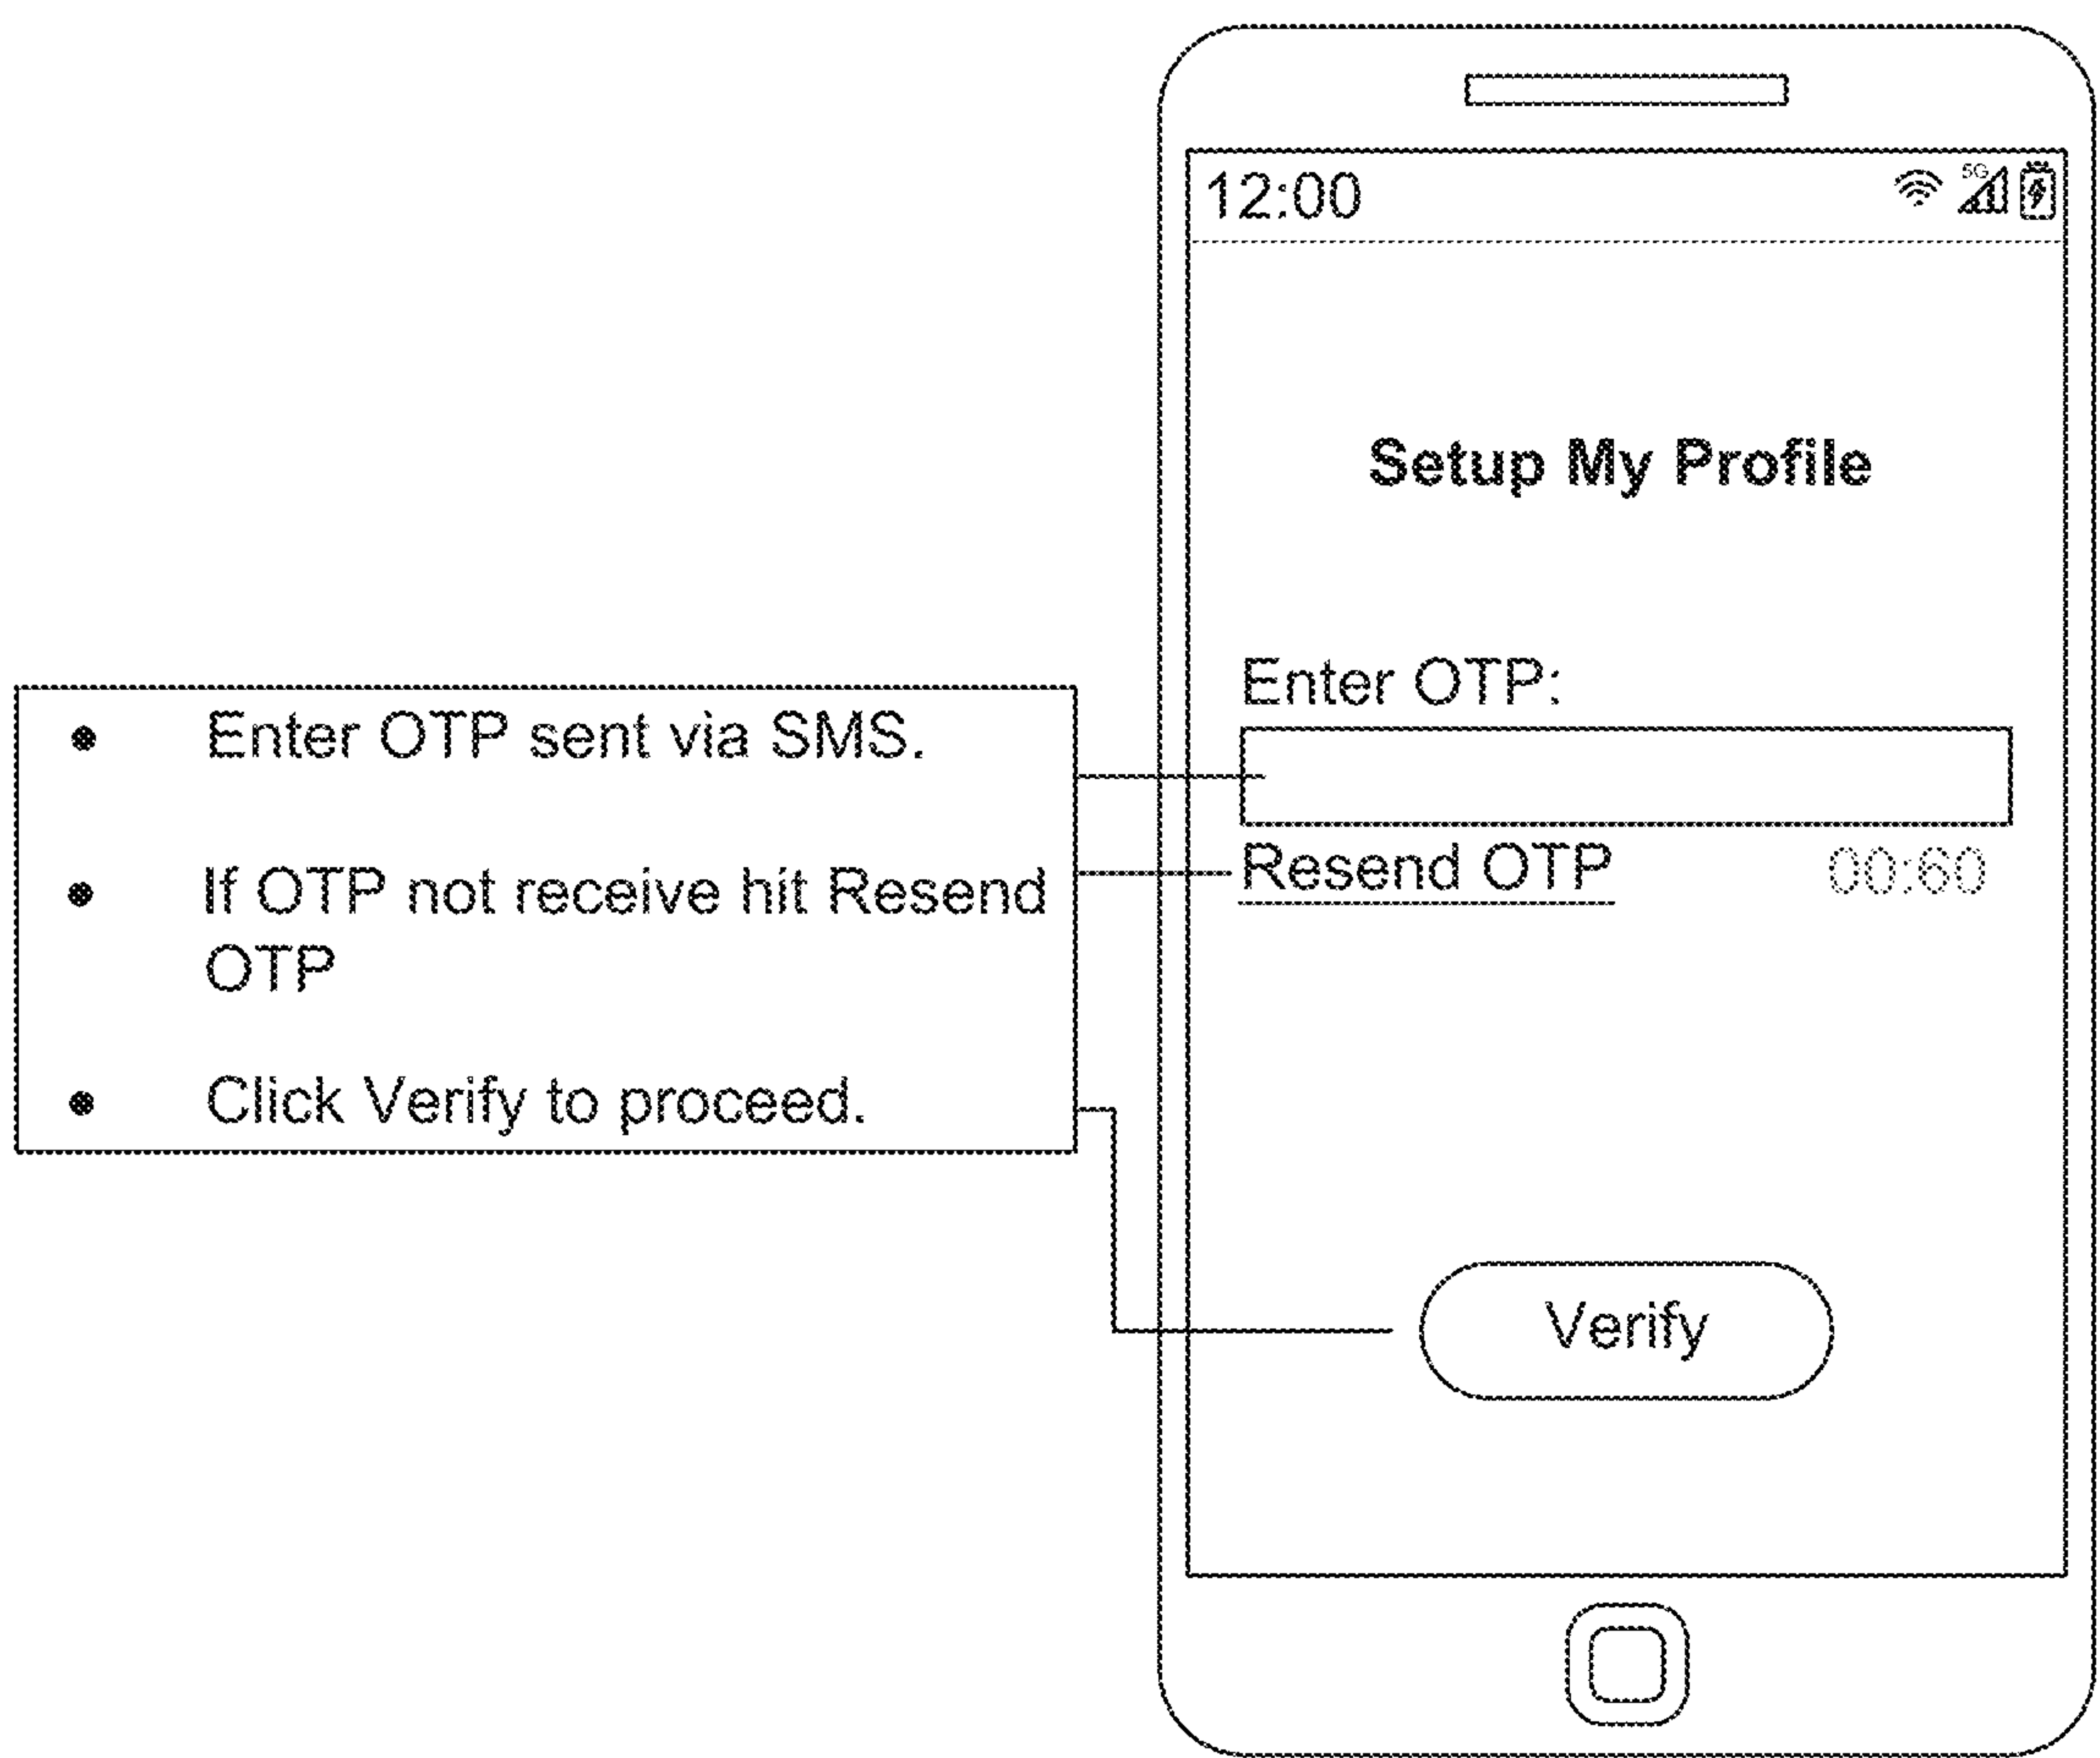 12:00
5G
Setup My Profile
Enter OTP:
Resend OTP 00:60
Verify
• Enter OTP sent via SMS.
• If OTP not receive hit Resend
OTP
• Click Verify to proceed.